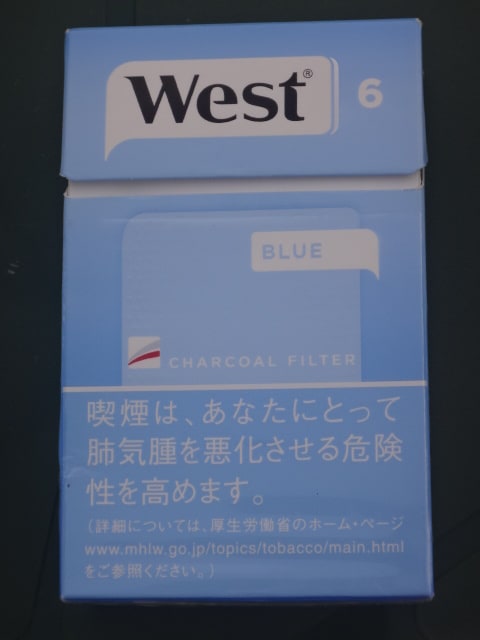 West® 6
BLUE
CHARCOAL FILTER
喫煙は、あなたにとって
肺気腫を悪化させる危険
性を高めます。
（詳細については、厚生労働省のホーム・ページ
www.mhlw.go.jp/topics/tobacco/main.html
をご参照ください。）